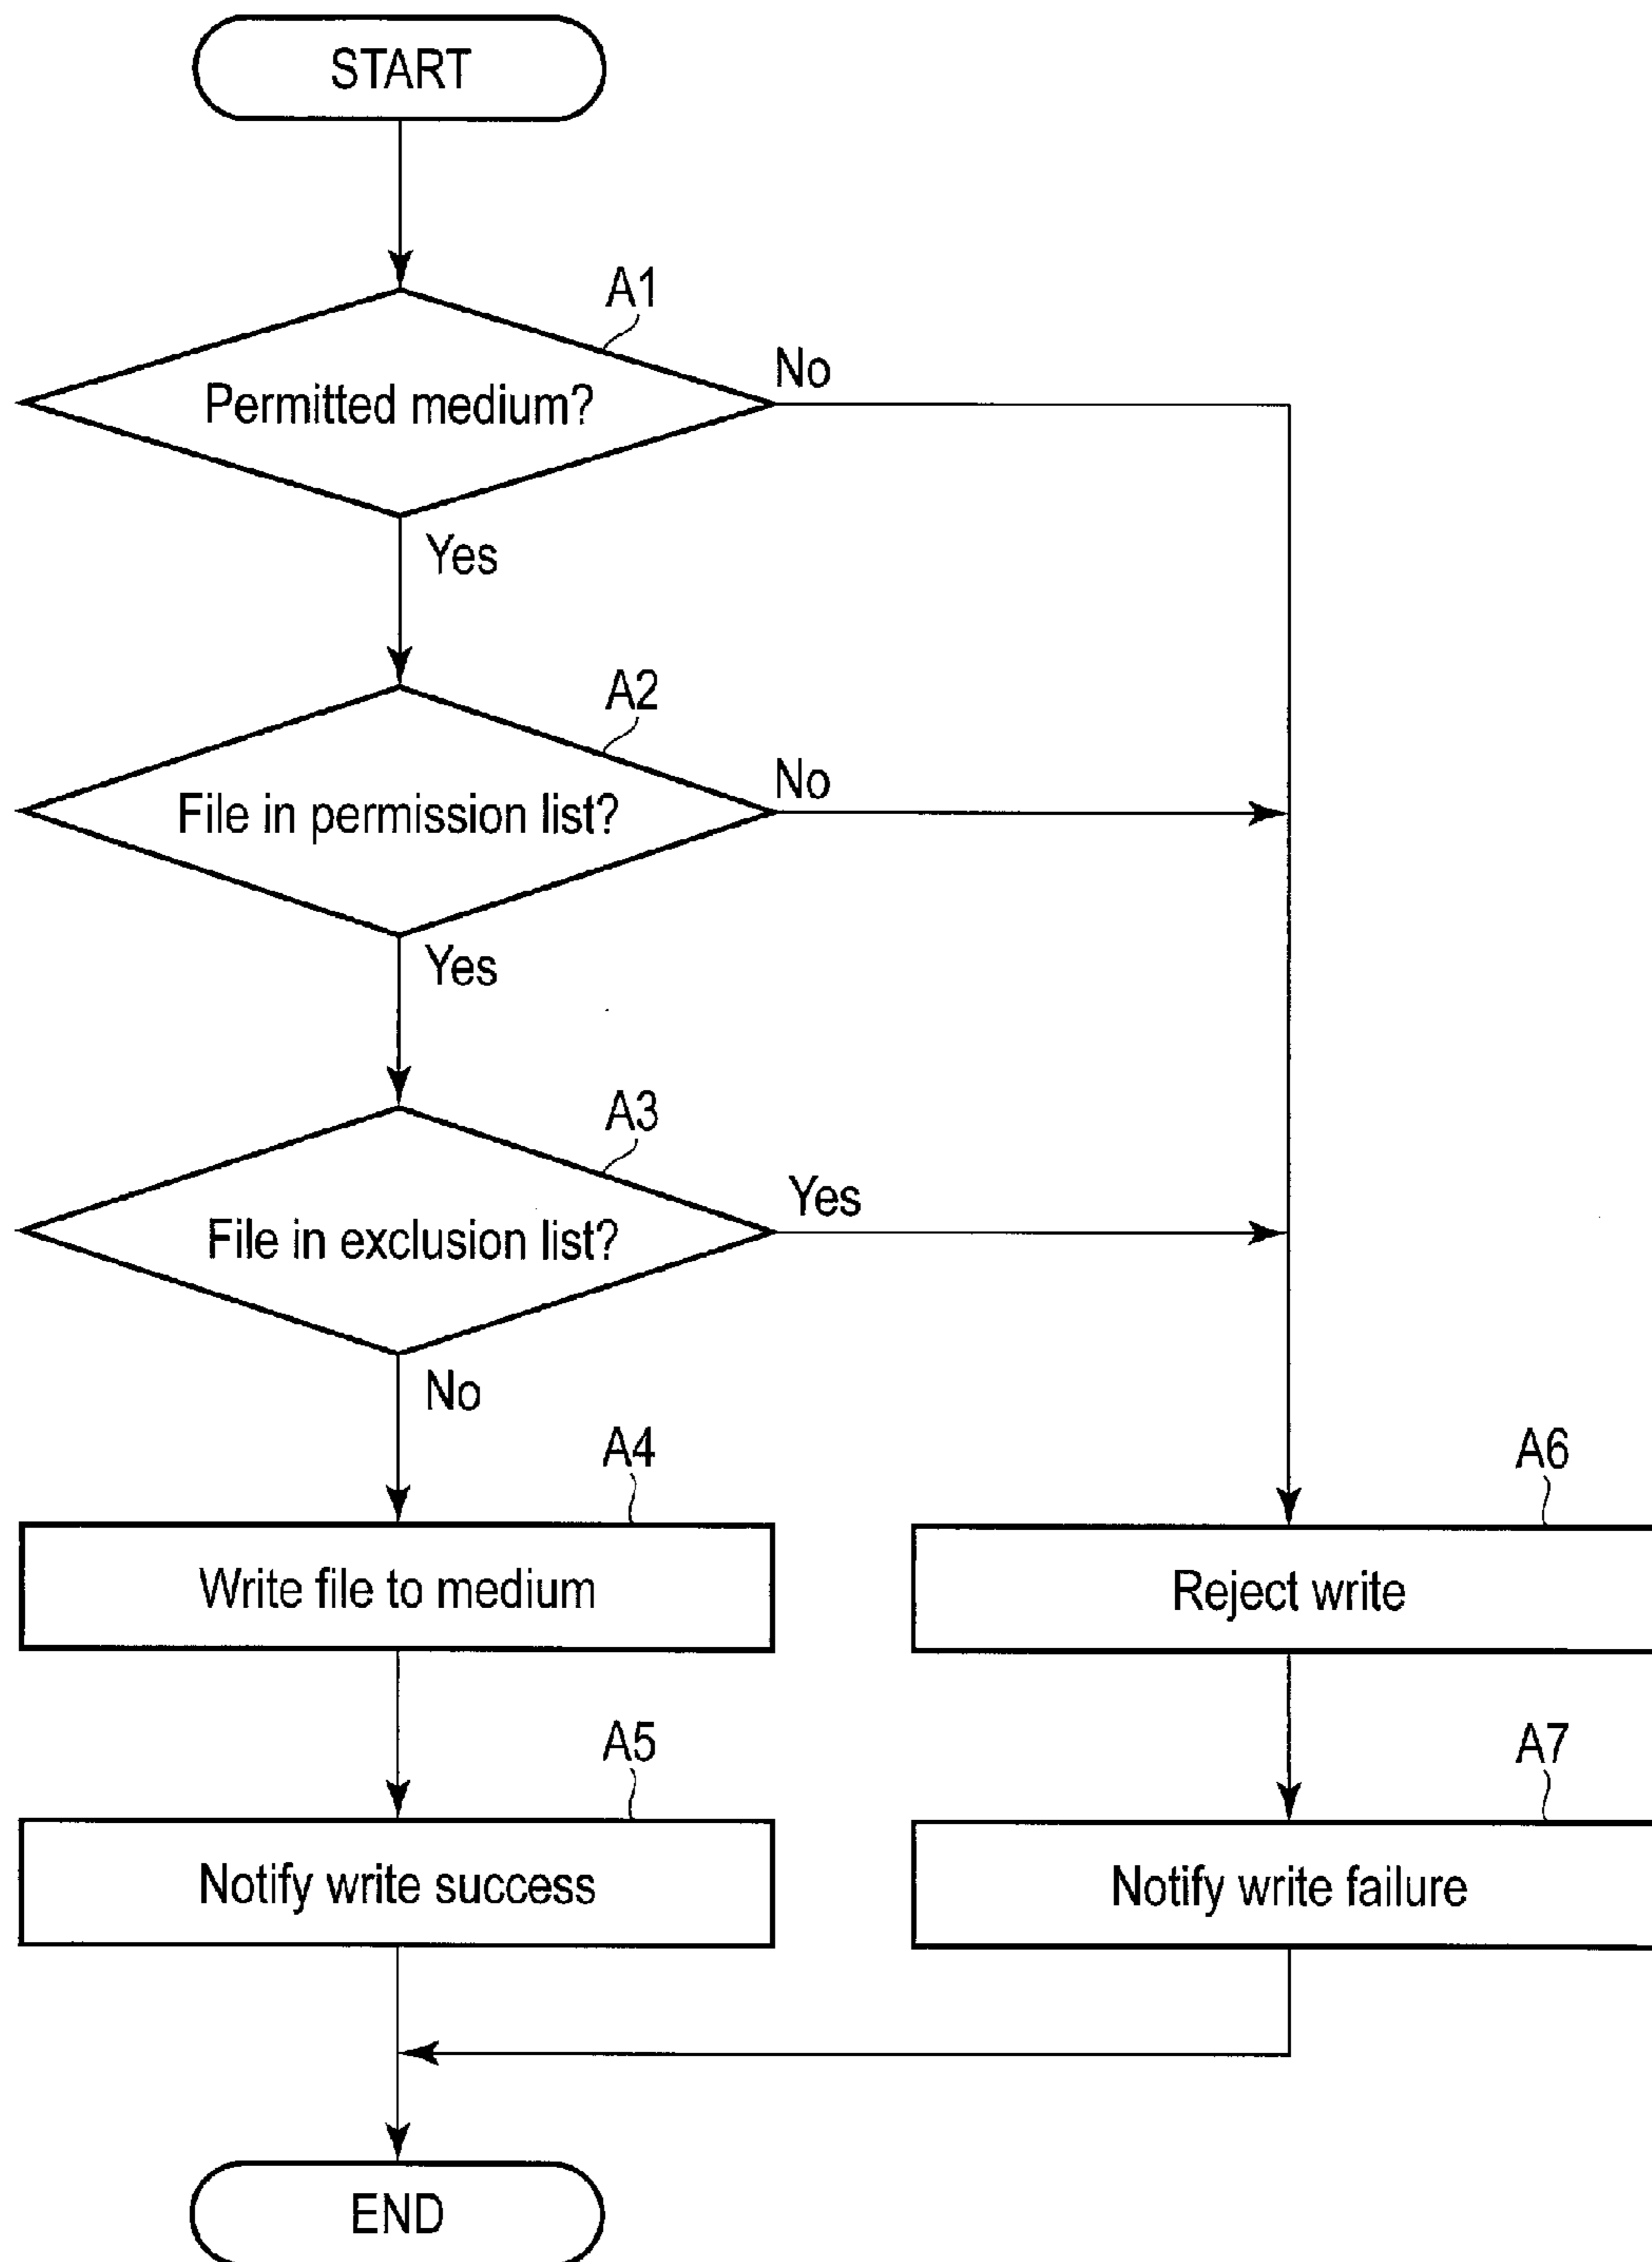 START
A1
Permitted medium?
No
Yes
A2
File in permission list?
No
Yes
A3
File in exclusion list?
Yes
No
A4
Write file to medium
A6
Reject write
A5
Notify write success
A7
Notify write failure
END